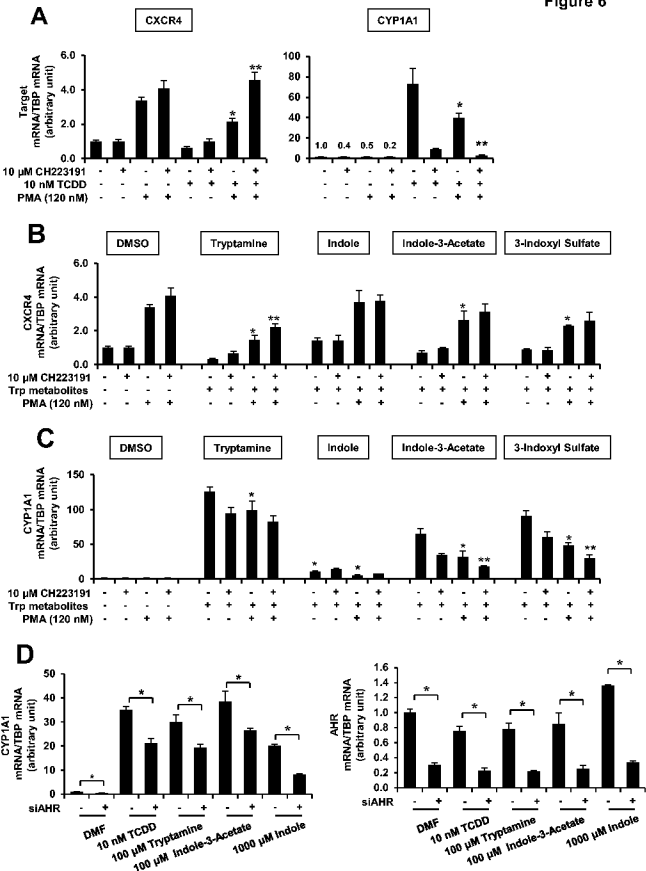 Figure 6
A
CXCR4
CYP1A1
Target
mRNA/TBP mRNA
(arbitrary unit)
6.0
4.0
2.0
0.0
* **
100
80
60
40
20
0
1.0 0.4 0.5 0.2
* **
10 µM CH223191 - + - + - + - + - + - + - + - +
10 nM TCDD - - - - + + + + - - - - + + + +
PMA (120 nM) - - + + - - + + - - + + - - + +
B
DMSO
Tryptamine
Indole
Indole-3-Acetate
3-Indoxyl Sulfate
CXCR4
mRNA/TBP mRNA
(arbitrary unit)
6.0
4.0
2.0
0.0
* ** * *
10 µM CH223191 - + - + - + - + - + - + - + - + - + - +
Trp metabolites - - - - + + + + + + + + + + + + + + + +
PMA (120 nM) - - + + - - + + - - + + - - + + - - + +
C
DMSO
Tryptamine
Indole
Indole-3-Acetate
3-Indoxyl Sulfate
CYP1A1
mRNA/TBP mRNA
(arbitrary unit)
150
100
50
0
* * * * ** * **
10 µM CH223191 - + - + - + - + - + - + - + - + - + - +
Trp metabolites - - - - + + + + + + + + + + + + + + + +
PMA (120 nM) - - + + - - + + - - + + - - + + - - + +
D
CYP1A1
mRNA/TBP mRNA
(arbitrary unit)
50
40
30
20
10
0
* * * * *
siAHR - + - + - + - + - +
DMF
10 nM TCDD
100 µM Tryptamine
100 µM Indole-3-Acetate
1000 µM Indole
AHR
mRNA/TBP mRNA
(arbitrary unit)
1.6
1.4
1.2
1.0
0.8
0.6
0.4
0.2
0.0
* * * * *
siAHR - + - + - + - + - +
DMF
10 nM TCDD
100 µM Tryptamine
100 µM Indole-3-Acetate
1000 µM Indole